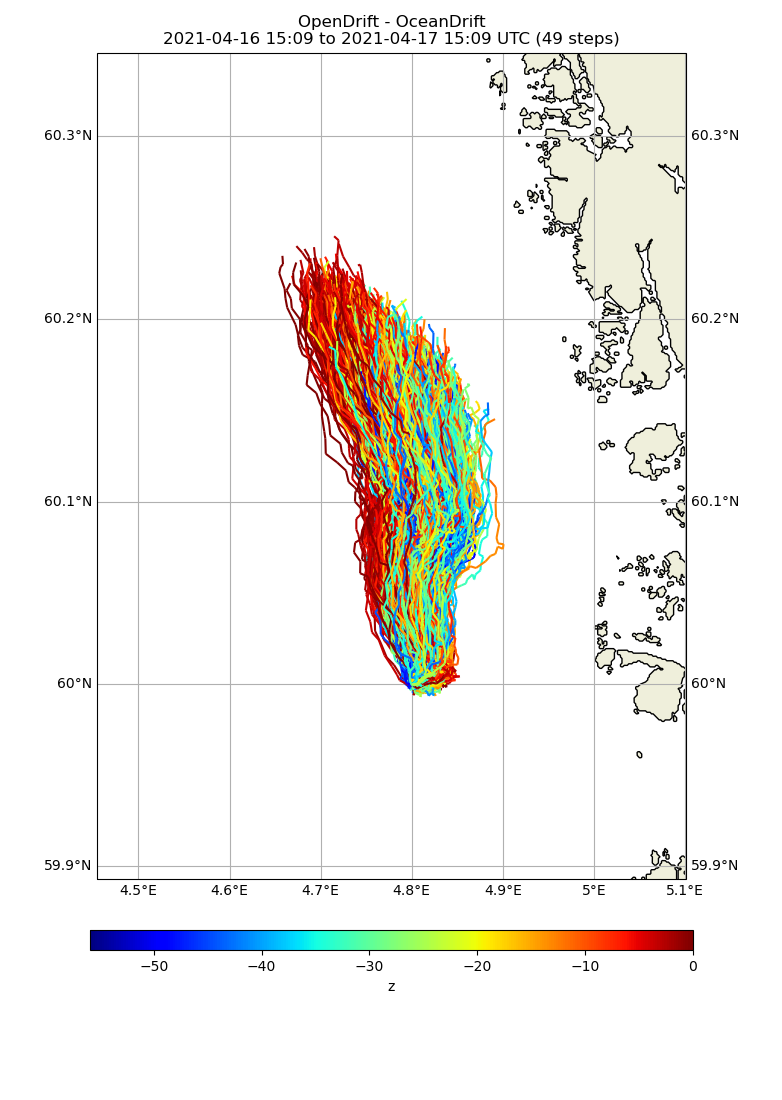 OpenDrift - OceanDrift
2021-04-16 15:09 to 2021-04-17 15:09 UTC (49 steps)
60.3°N
60.3°N
60.2°N
60.2°N
60.1°N
60.1°N
60°N
60°N
59.9°N
59.9°N
4.5°E 4.6°E 4.7°E 4.8°E 4.9°E 5°E 5.1°E
−50 −40 −30 −20 −10 0
z